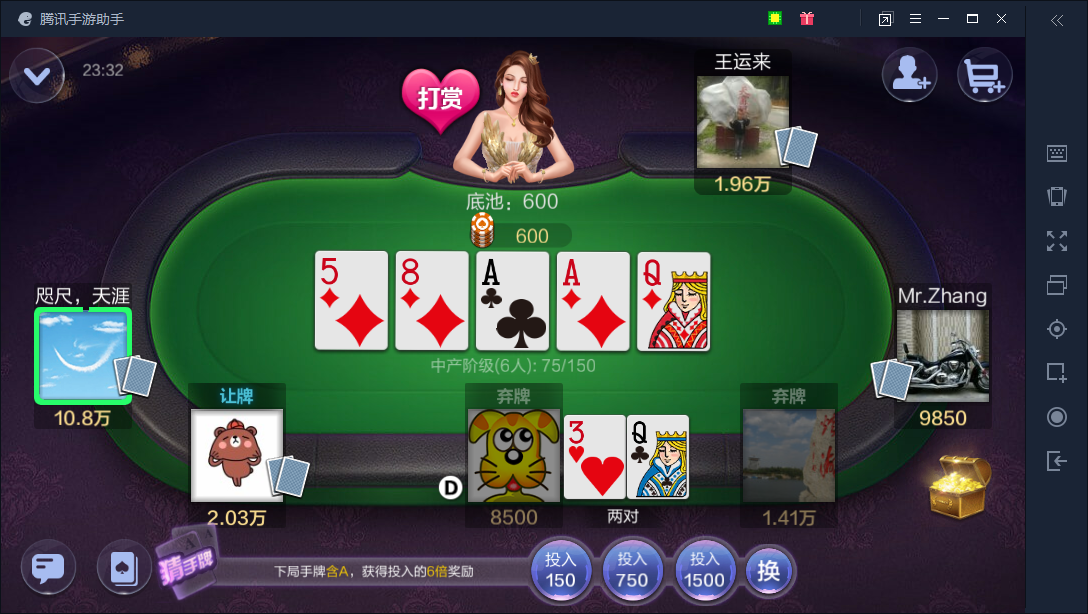 腾讯手游助手
23:32
打赏
王运来
1.96万
底池：600
600
5
8
A
A
Q
咫尺，天涯
10.8万
Mr.Zhang
9850
中产阶级(6人): 75/150
让牌
2.03万
弃牌
D
3
Q
8500
两对
弃牌
1.41万
猜手牌
下局手牌含A，获得投入的6倍奖励
投入
150
投入
750
投入
1500
换